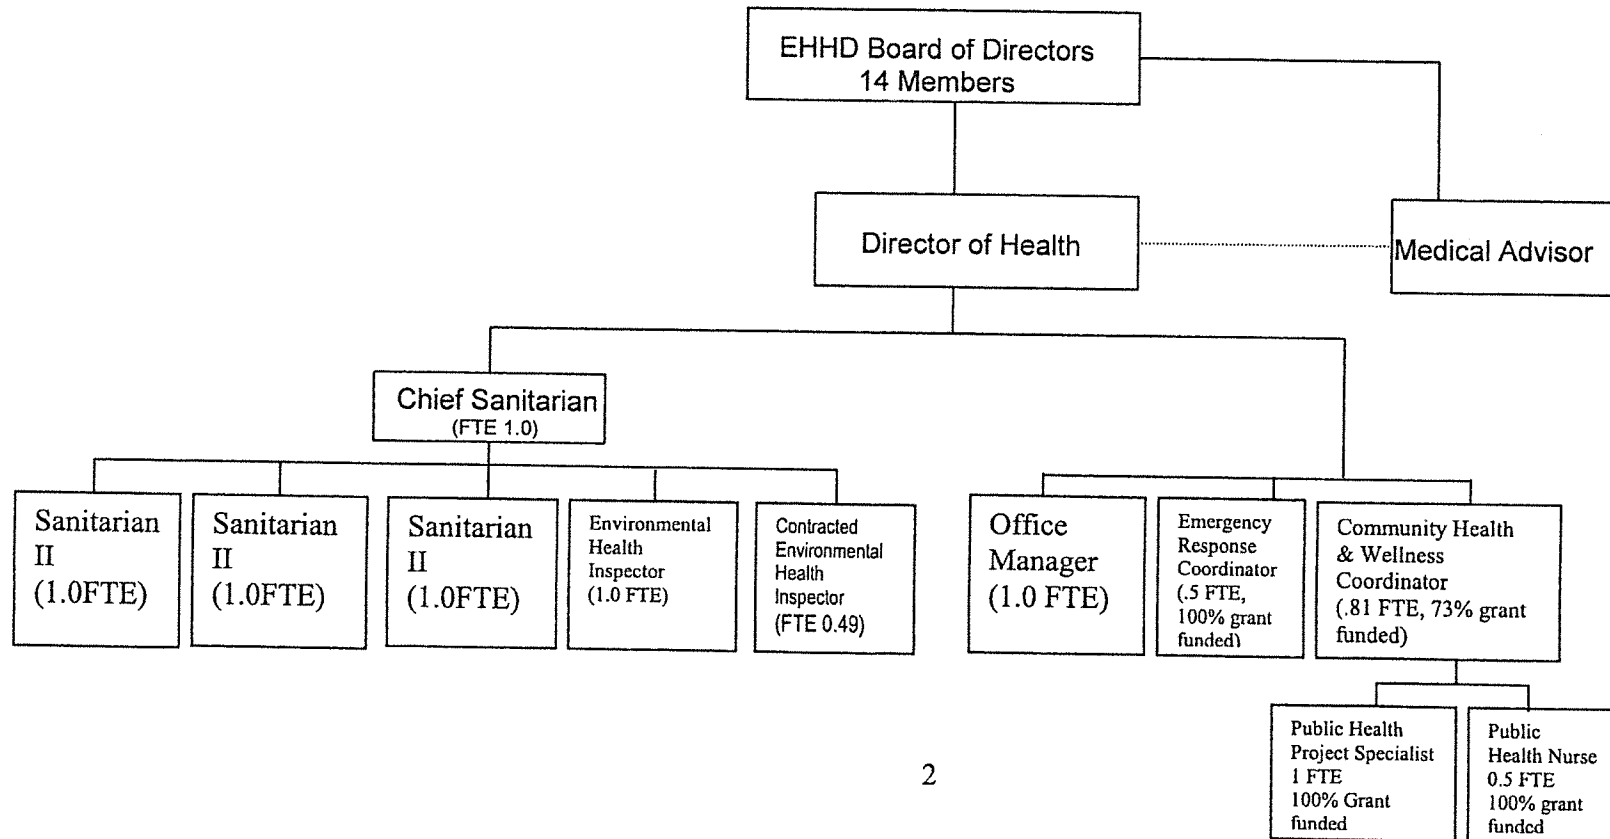 EHHD Board of Directors
14 Members
Director of Health
Medical Advisor
Chief Sanitarian
(FTE 1.0)
Sanitarian
II
(1.0FTE)
Sanitarian
II
(1.0FTE)
Sanitarian
II
(1.0FTE)
Environmental
Health
Inspector
(1.0 FTE)
Contracted
Environmental
Health
Inspector
(FTE 0.49)
Office
Manager
(1.0 FTE)
Emergency
Response
Coordinator
(.5 FTE,
100% grant
funded)
Community Health
& Wellness
Coordinator
(.81 FTE, 73% grant
funded)
Public Health
Project Specialist
1 FTE
100% Grant
funded
Public
Health Nurse
0.5 FTE
100% grant
funded
2